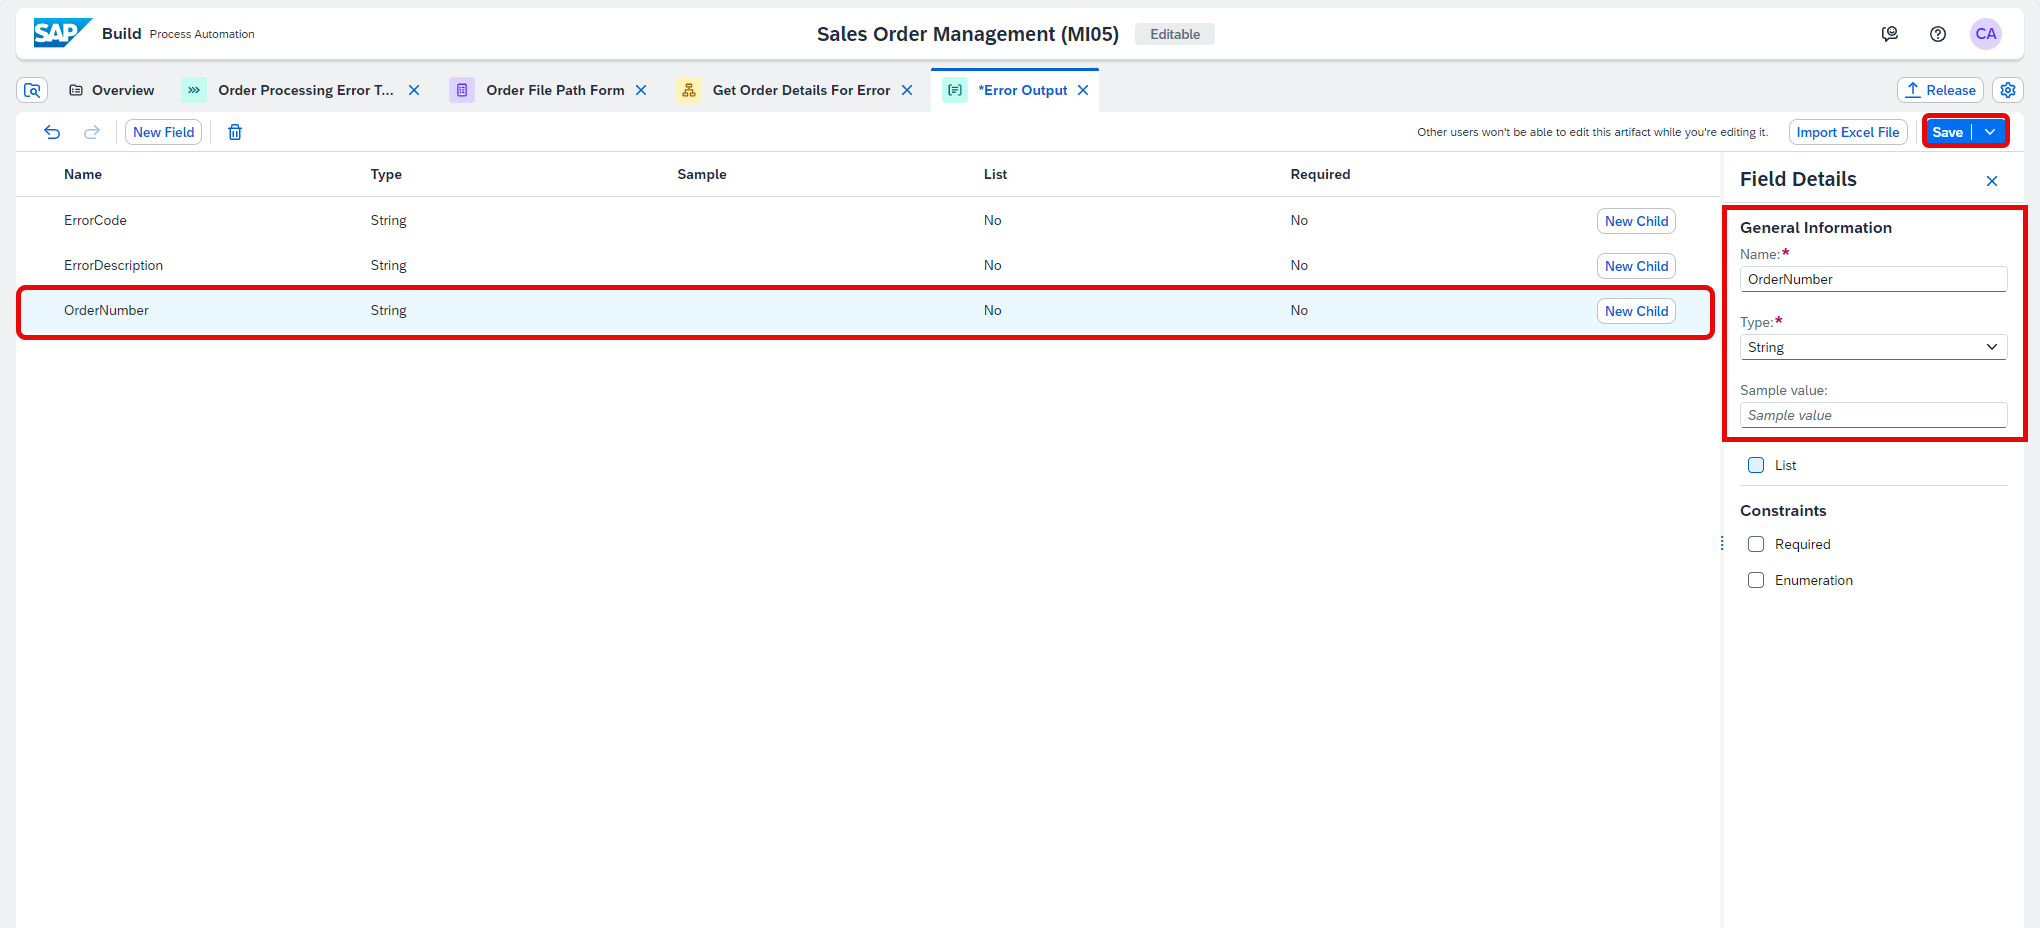 SAP Build Process Automation
Sales Order Management (MI05) Editable
CA
Overview Order Processing Error T... Order File Path Form Get Order Details For Error *Error Output Release
New Field Other users won't be able to edit this artifact while you're editing it. Import Excel File Save
Name Type Sample List Required
ErrorCode String No No New Child
ErrorDescription String No No New Child
OrderNumber String No No New Child
Field Details
General Information
Name:*
OrderNumber
Type:*
String
Sample value:
Sample value
List
Constraints
Required
Enumeration